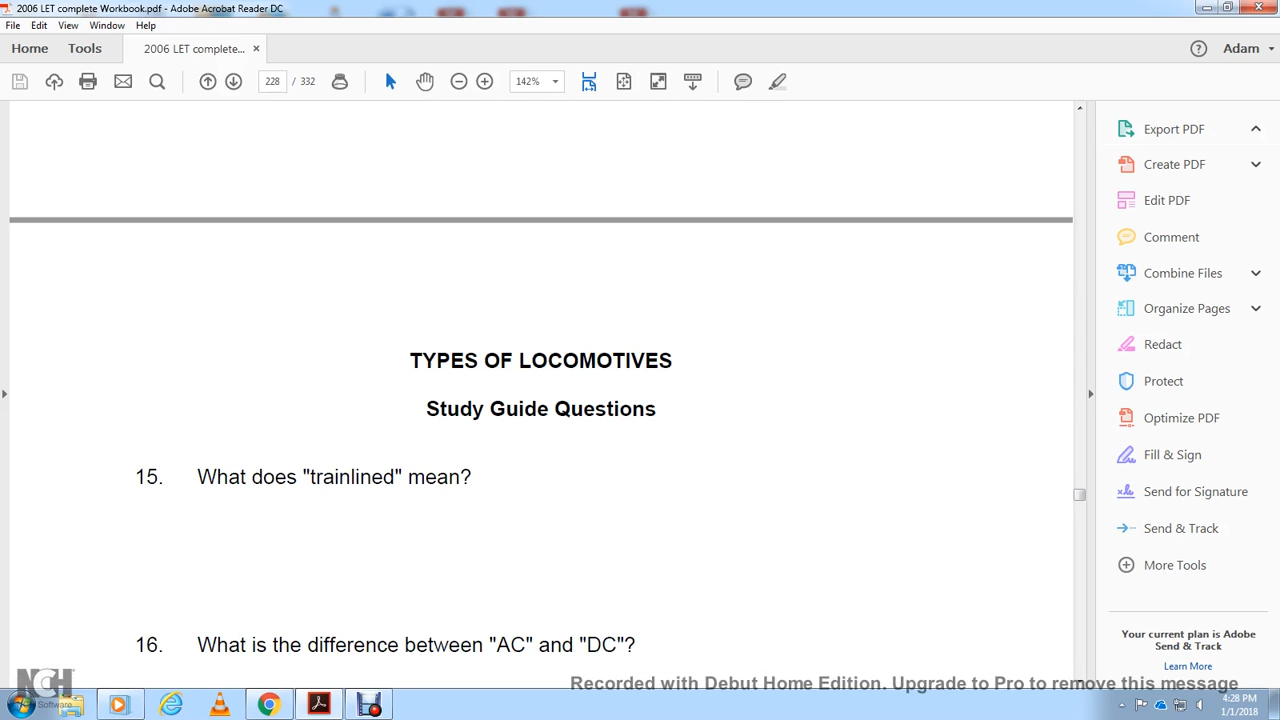 2006 LET complete Workbook.pdf - Adobe Acrobat Reader DC
File Edit View Window Help
Home Tools 2006 LET complete... × Adam
228 / 332 142%
Export PDF
Create PDF
Edit PDF
Comment
Combine Files
Organize Pages
Redact
Protect
Optimize PDF
Fill & Sign
Send for Signature
Send & Track
More Tools
Your current plan is Adobe
Send & Track
Learn More
TYPES OF LOCOMOTIVES
Study Guide Questions
15. What does "trainlined" mean?
16. What is the difference between "AC" and "DC"?
NCH
Software
Recorded with Debut Home Edition. Upgrade to Pro to remove this message
4:28 PM
1/1/2018